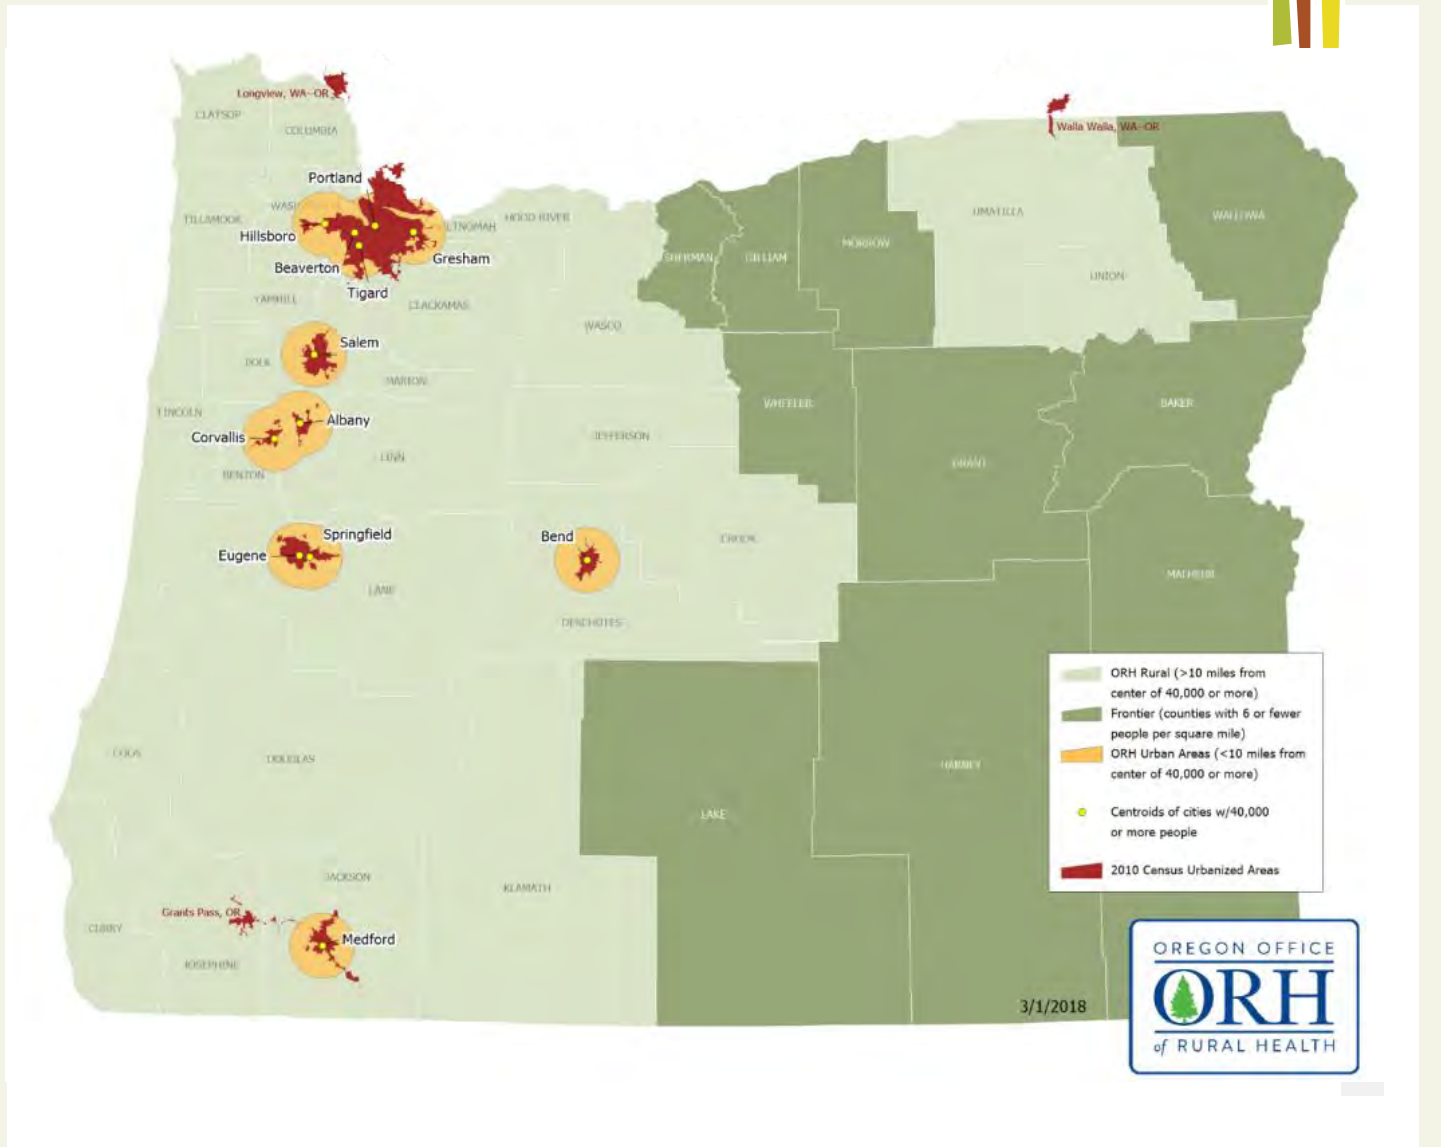 Longview, WA--OR
CLATSOP
COLUMBIA
Walla Walla, WA--OR
Portland
TILLAMOOK
HOOD RIVER
UMATILLA
WALLOWA
Hillsboro
MORROW
SHERMAN
GILLIAM
Gresham
Beaverton
UNION
Tigard
YAMHILL
CLACKAMAS
WASCO
Salem
POLK
MARION
LINCOLN
WHEELER
BAKER
Albany
Corvallis
JEFFERSON
LINN
GRANT
BENTON
Springfield
Bend
Eugene
CROOK
MALHEUR
LANE
DESCHUTES
ORH Rural (>10 miles from
center of 40,000 or more)
Frontier (counties with 6 or fewer
people per square mile)
ORH Urban Areas (<10 miles from
center of 40,000 or more)
Centroids of cities w/40,000
or more people
2010 Census Urbanized Areas
COOS
DOUGLAS
HARNEY
LAKE
JACKSON
KLAMATH
Grants Pass, OR
CURRY
Medford
JOSEPHINE
3/1/2018
OREGON OFFICE
ORH
of RURAL HEALTH